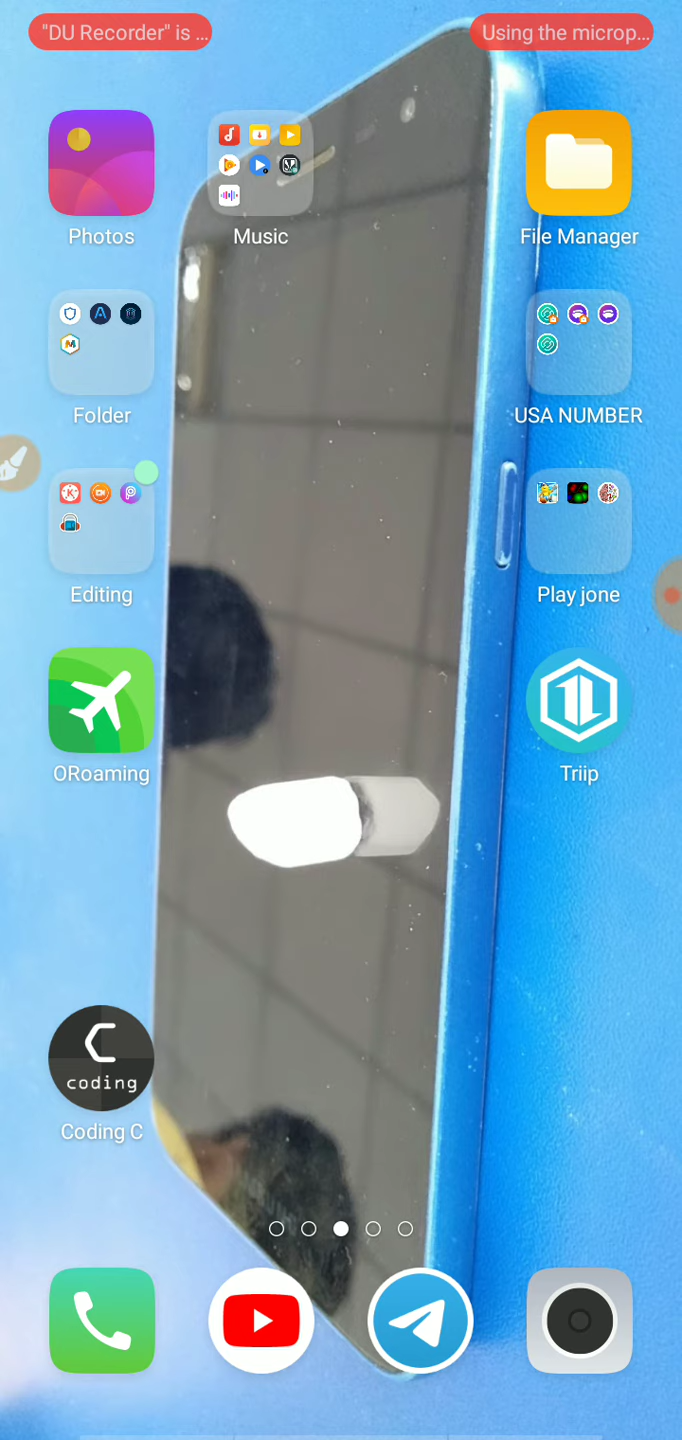 "DU Recorder" is ...
Using the microp...
Photos
Music
File Manager
Folder
USA NUMBER
Editing
Play jone
ORoaming
Triip
coding
Coding C